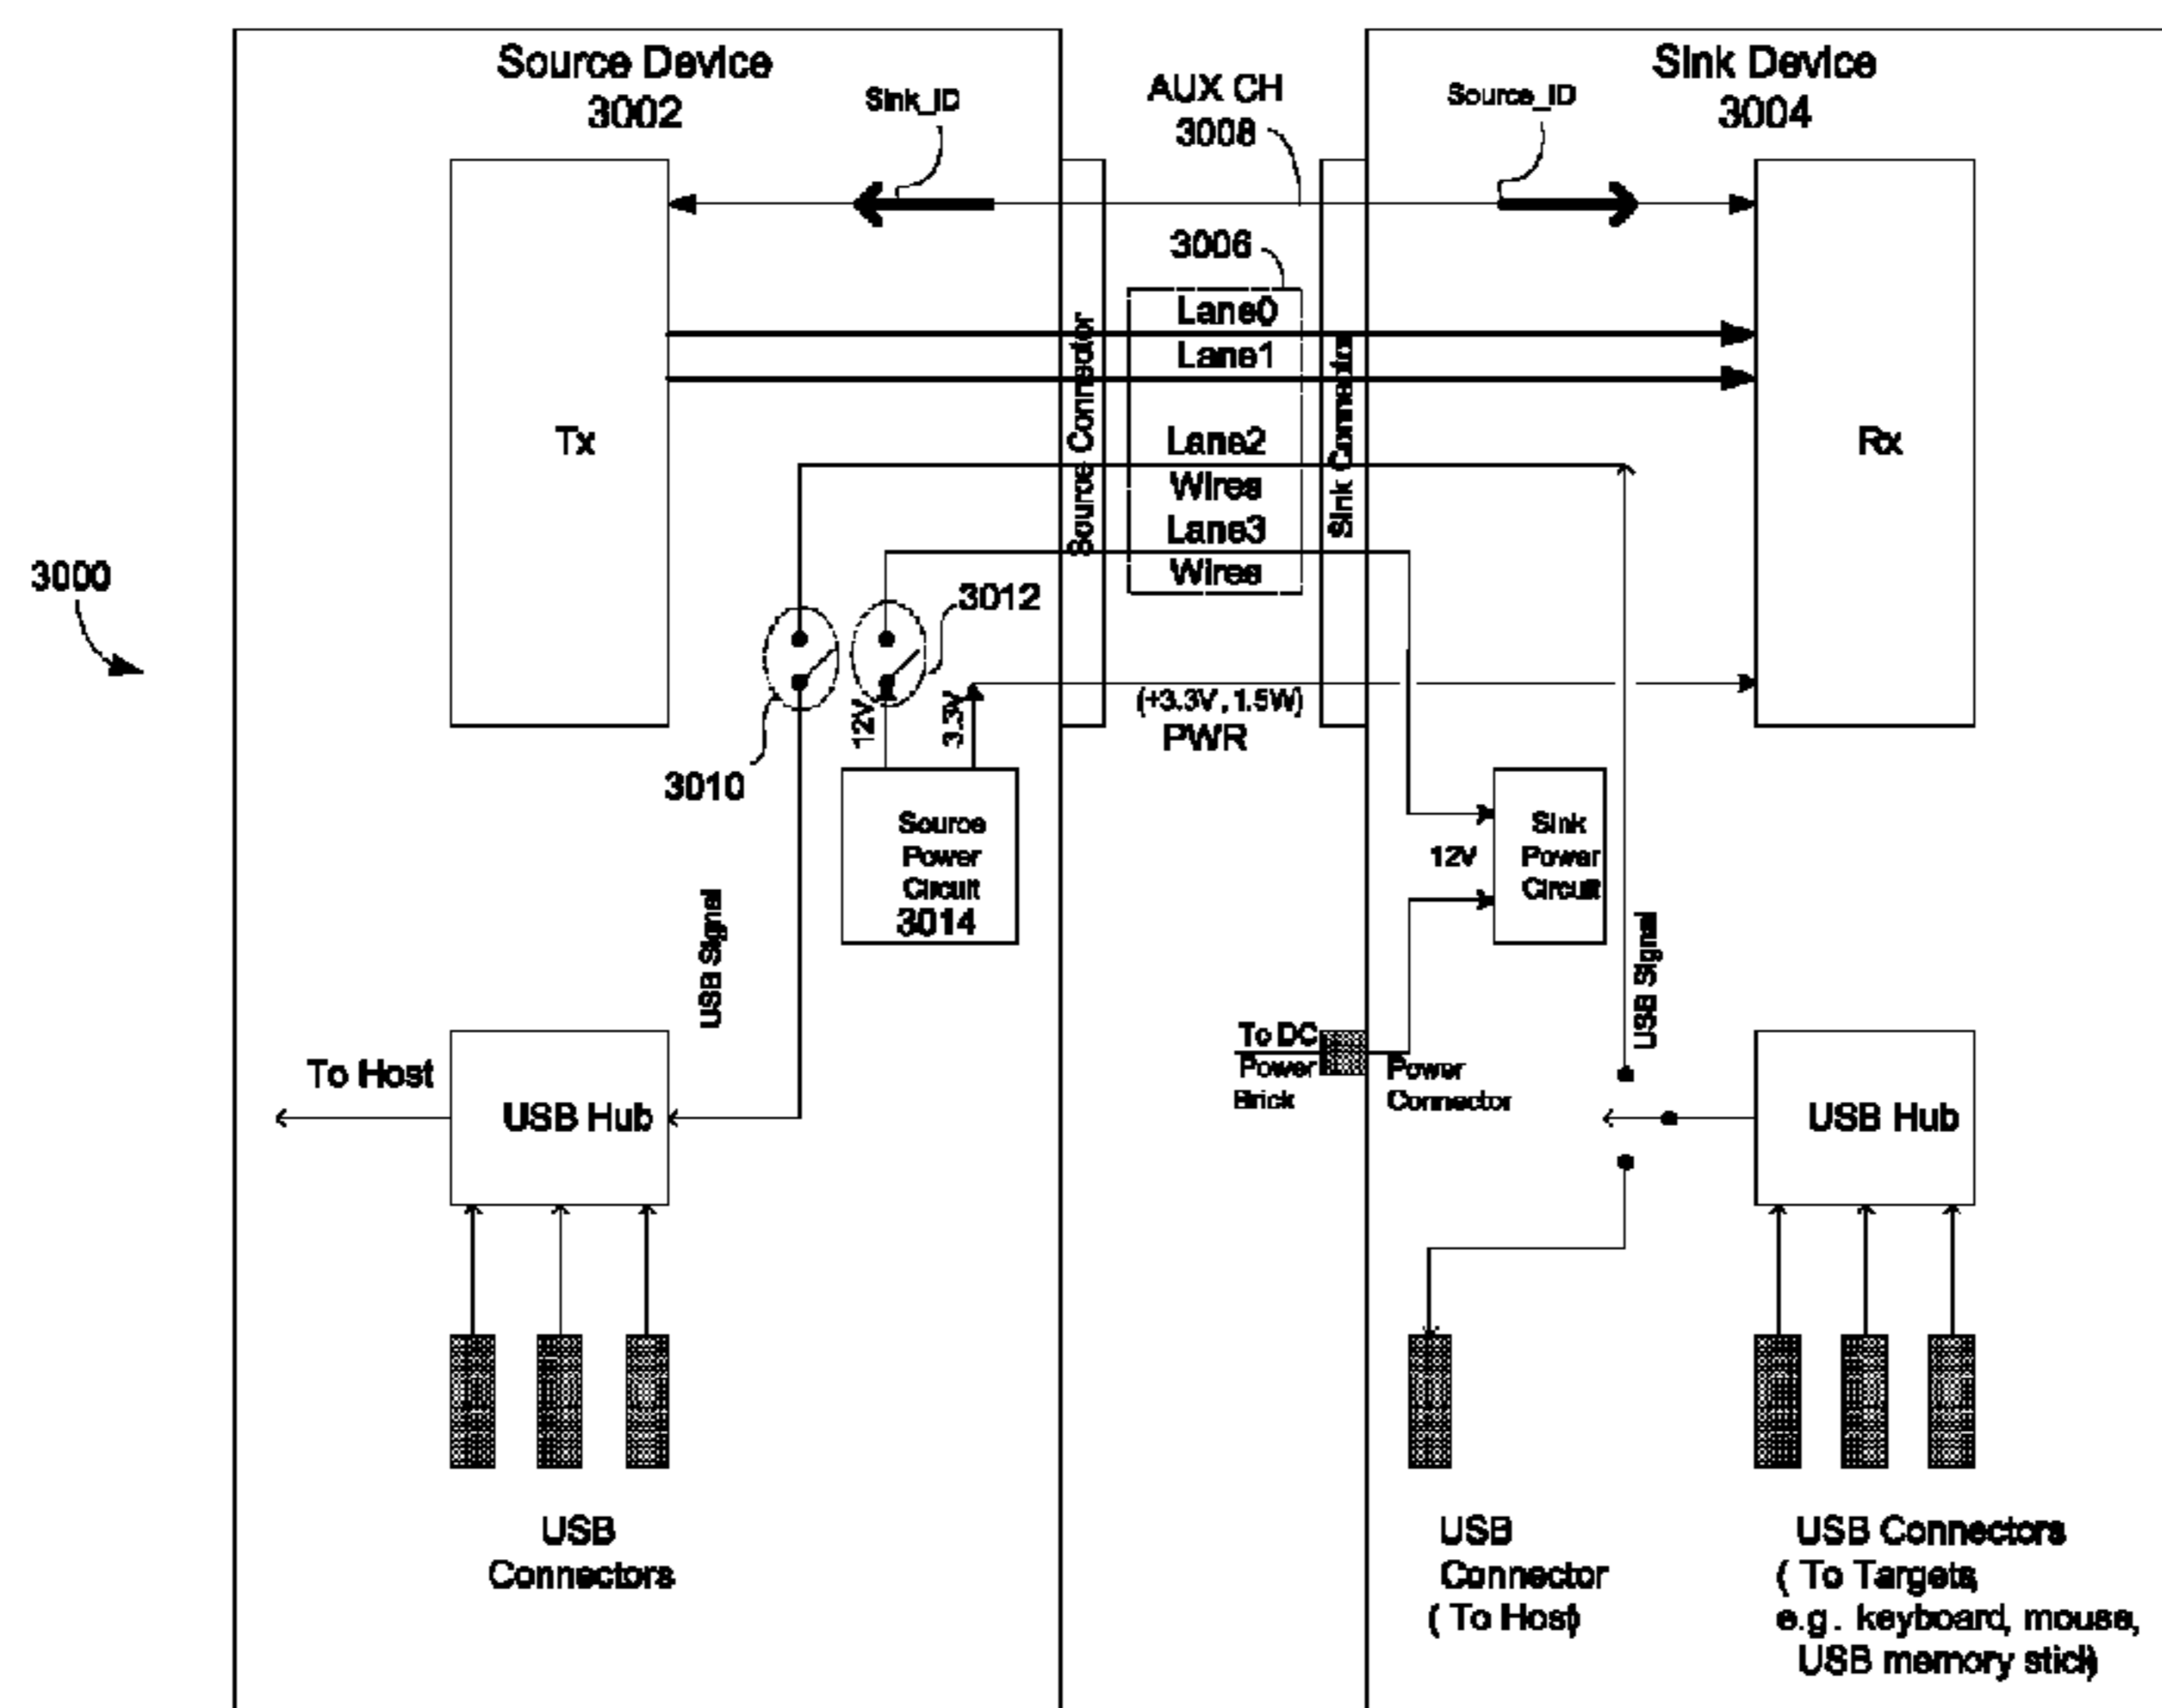 Source Device
3002
Sink_ID
AUX CH
3008
Source_ID
Sink Device
3004
3006
Lane0
Lane1
Lane2
Wires
Lane3
Wires
Source Connector
Sink Connector
Tx
Rx
3000
3012
3010
12V
3.3V
(+3.3V, 1.5W)
PWR
Source
Power
Circuit
3014
12V
Sink
Power
Circuit
USB Signal
USB Signal
To Host
USB Hub
To DC
Power
Brick
Power
Connector
USB Hub
USB
Connectors
USB
Connector
( To Host)
USB Connectors
( To Targets,
e.g. keyboard, mouse,
USB memory stick)